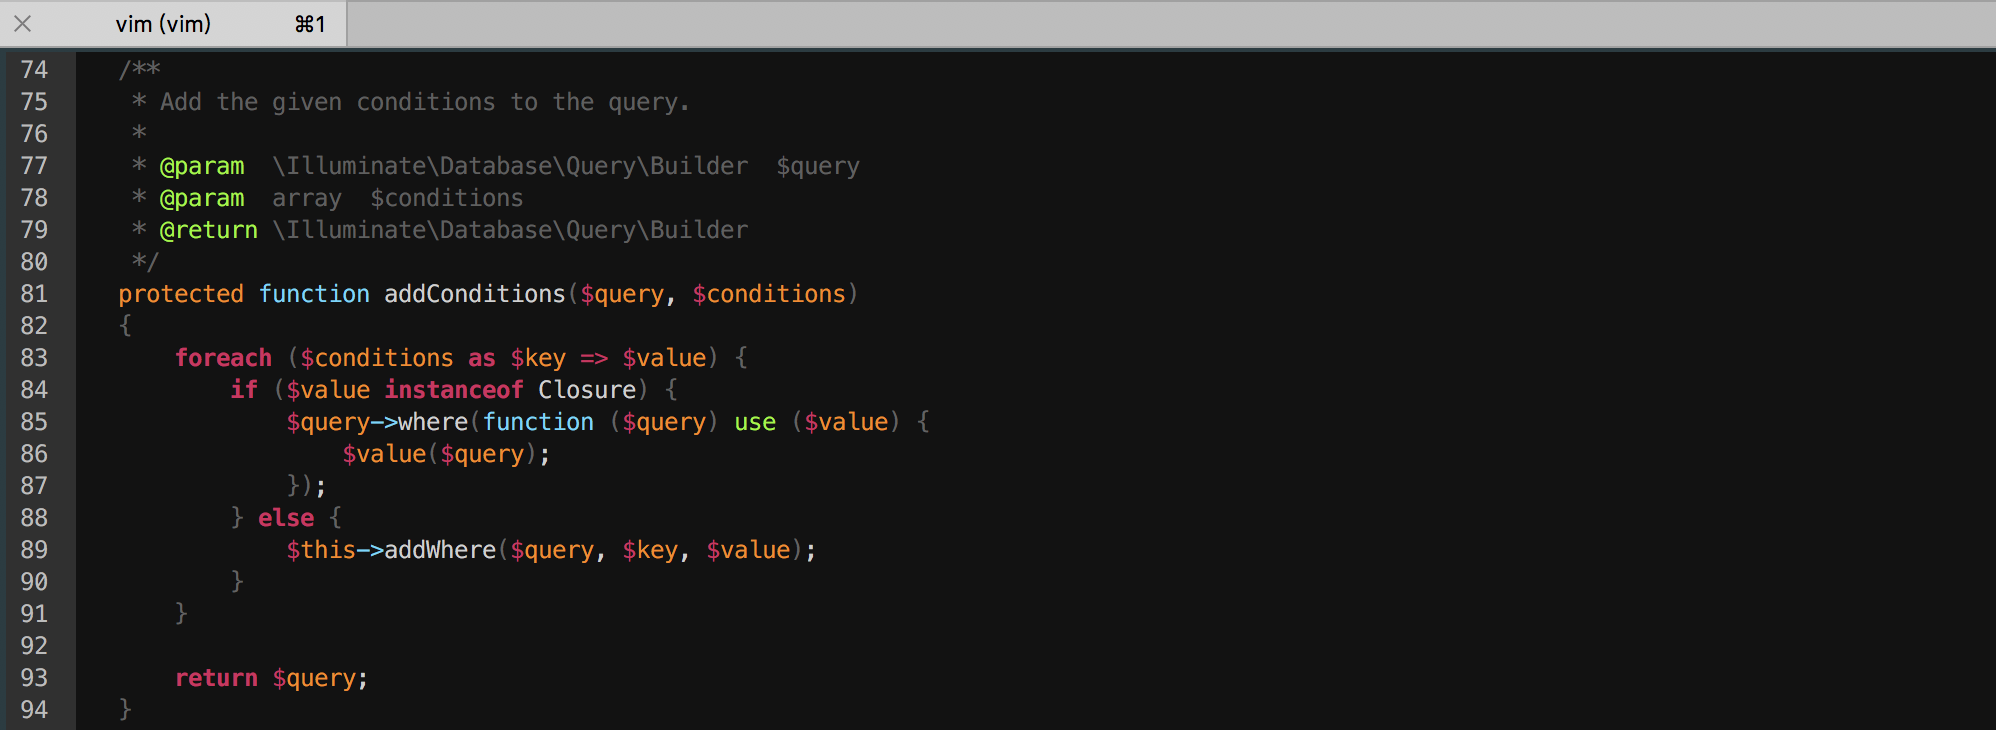 vim (vim) ⌘1
74 /**
75 * Add the given conditions to the query.
76 *
77 * @param  \Illuminate\Database\Query\Builder  $query
78 * @param  array  $conditions
79 * @return \Illuminate\Database\Query\Builder
80 */
81 protected function addConditions($query, $conditions)
82 {
83     foreach ($conditions as $key => $value) {
84         if ($value instanceof Closure) {
85             $query->where(function ($query) use ($value) {
86                 $value($query);
87             });
88         } else {
89             $this->addWhere($query, $key, $value);
90         }
91     }
92
93     return $query;
94 }